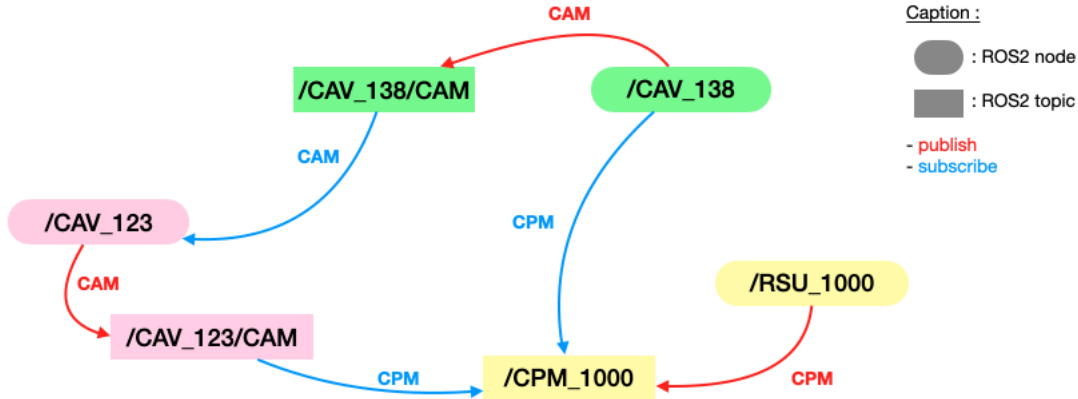 CAM
Caption :
/CAV_138/CAM
/CAV_138
: ROS2 node
: ROS2 topic
- publish
- subscribe
CAM
/CAV_123
CPM
CAM
/RSU_1000
/CAV_123/CAM
CPM
/CPM_1000
CPM